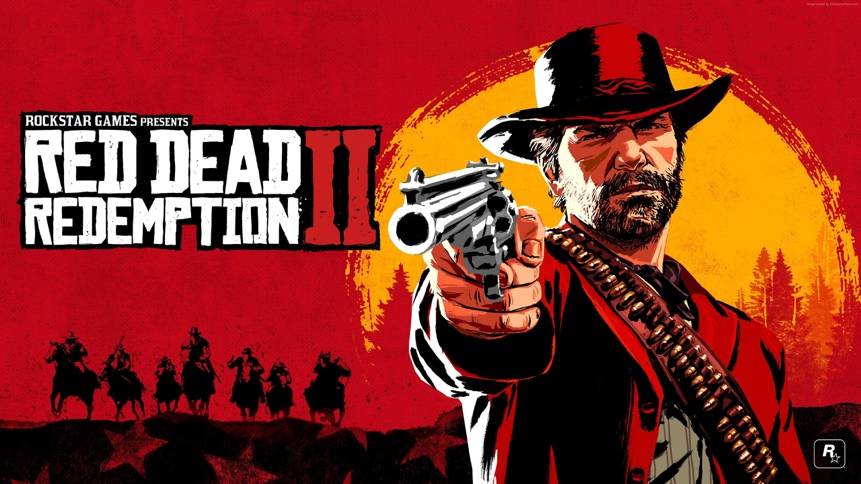 ROCKSTAR GAMES PRESENTS
RED DEAD
REDEMPTION II
R